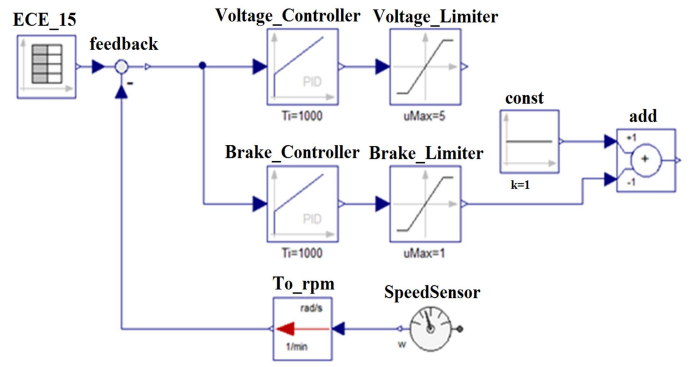 ECE_15
feedback
-
Voltage_Controller
PID
Ti=1000
Voltage_Limiter
uMax=5
Brake_Controller
PID
Ti=1000
Brake_Limiter
uMax=1
const
k=1
add
+1
+
-1
To_rpm
rad/s
1/min
SpeedSensor
w